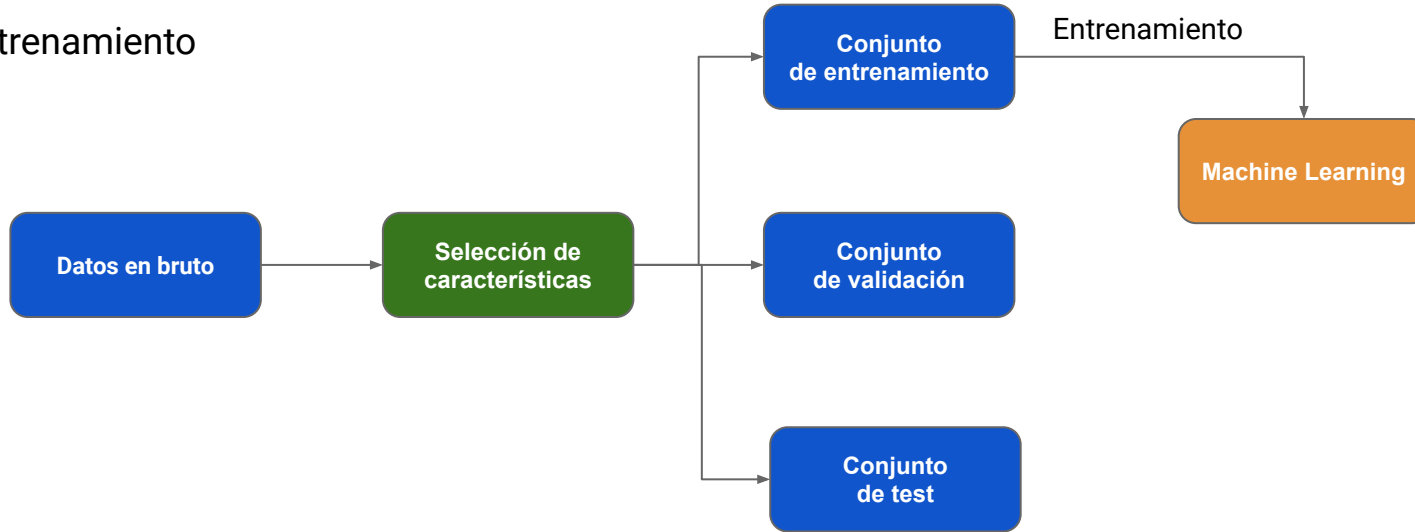 trenamiento
Conjunto
de entrenamiento
Entrenamiento
Machine Learning
Datos en bruto
Selección de
características
Conjunto
de validación
Conjunto
de test